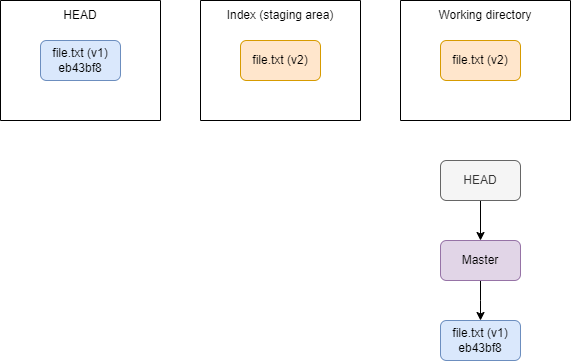 HEAD
Index (staging area)
Working directory
file.txt (v1)
eb43bf8
file.txt (v2)
file.txt (v2)
HEAD
Master
file.txt (v1)
eb43bf8